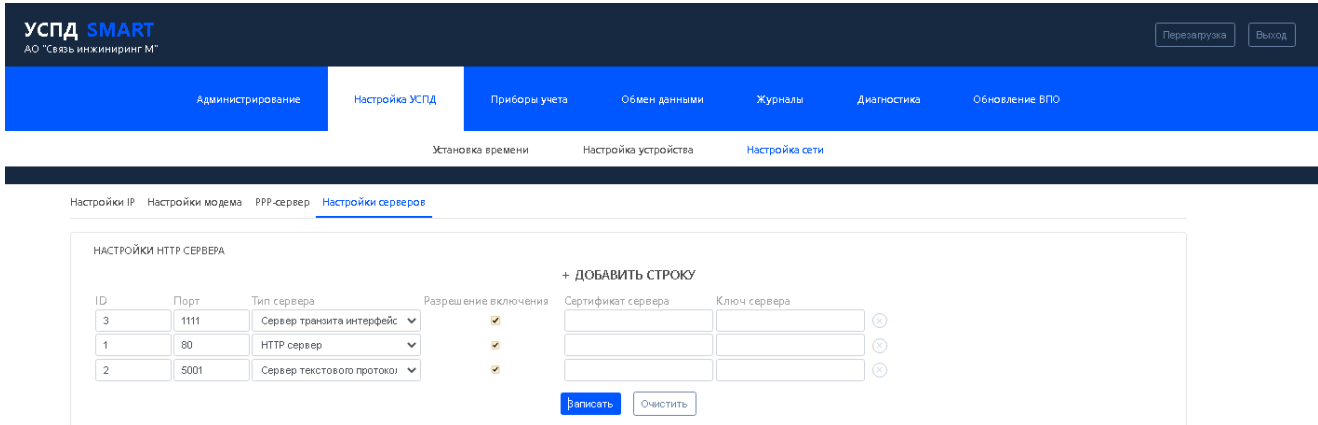 УСПД SMART
АО "Связь инжиниринг М"
Перезагрузка Выход
Администрирование Настройка УСПД Приборы учета Обмен данными Журналы Диагностика Обновление ВПО
Установка времени Настройка устройства Настройка сети
Настройки IP Настройки модема PPP-сервер Настройки серверов
НАСТРОЙКИ HTTP СЕРВЕРА
+ ДОБАВИТЬ СТРОКУ
ID Порт Тип сервера Разрешение включения Сертификат сервера Ключ сервера
3 1111 Сервер транзита интерфейс
1 80 HTTP сервер
2 5001 Сервер текстового протокол
Записать Очистить